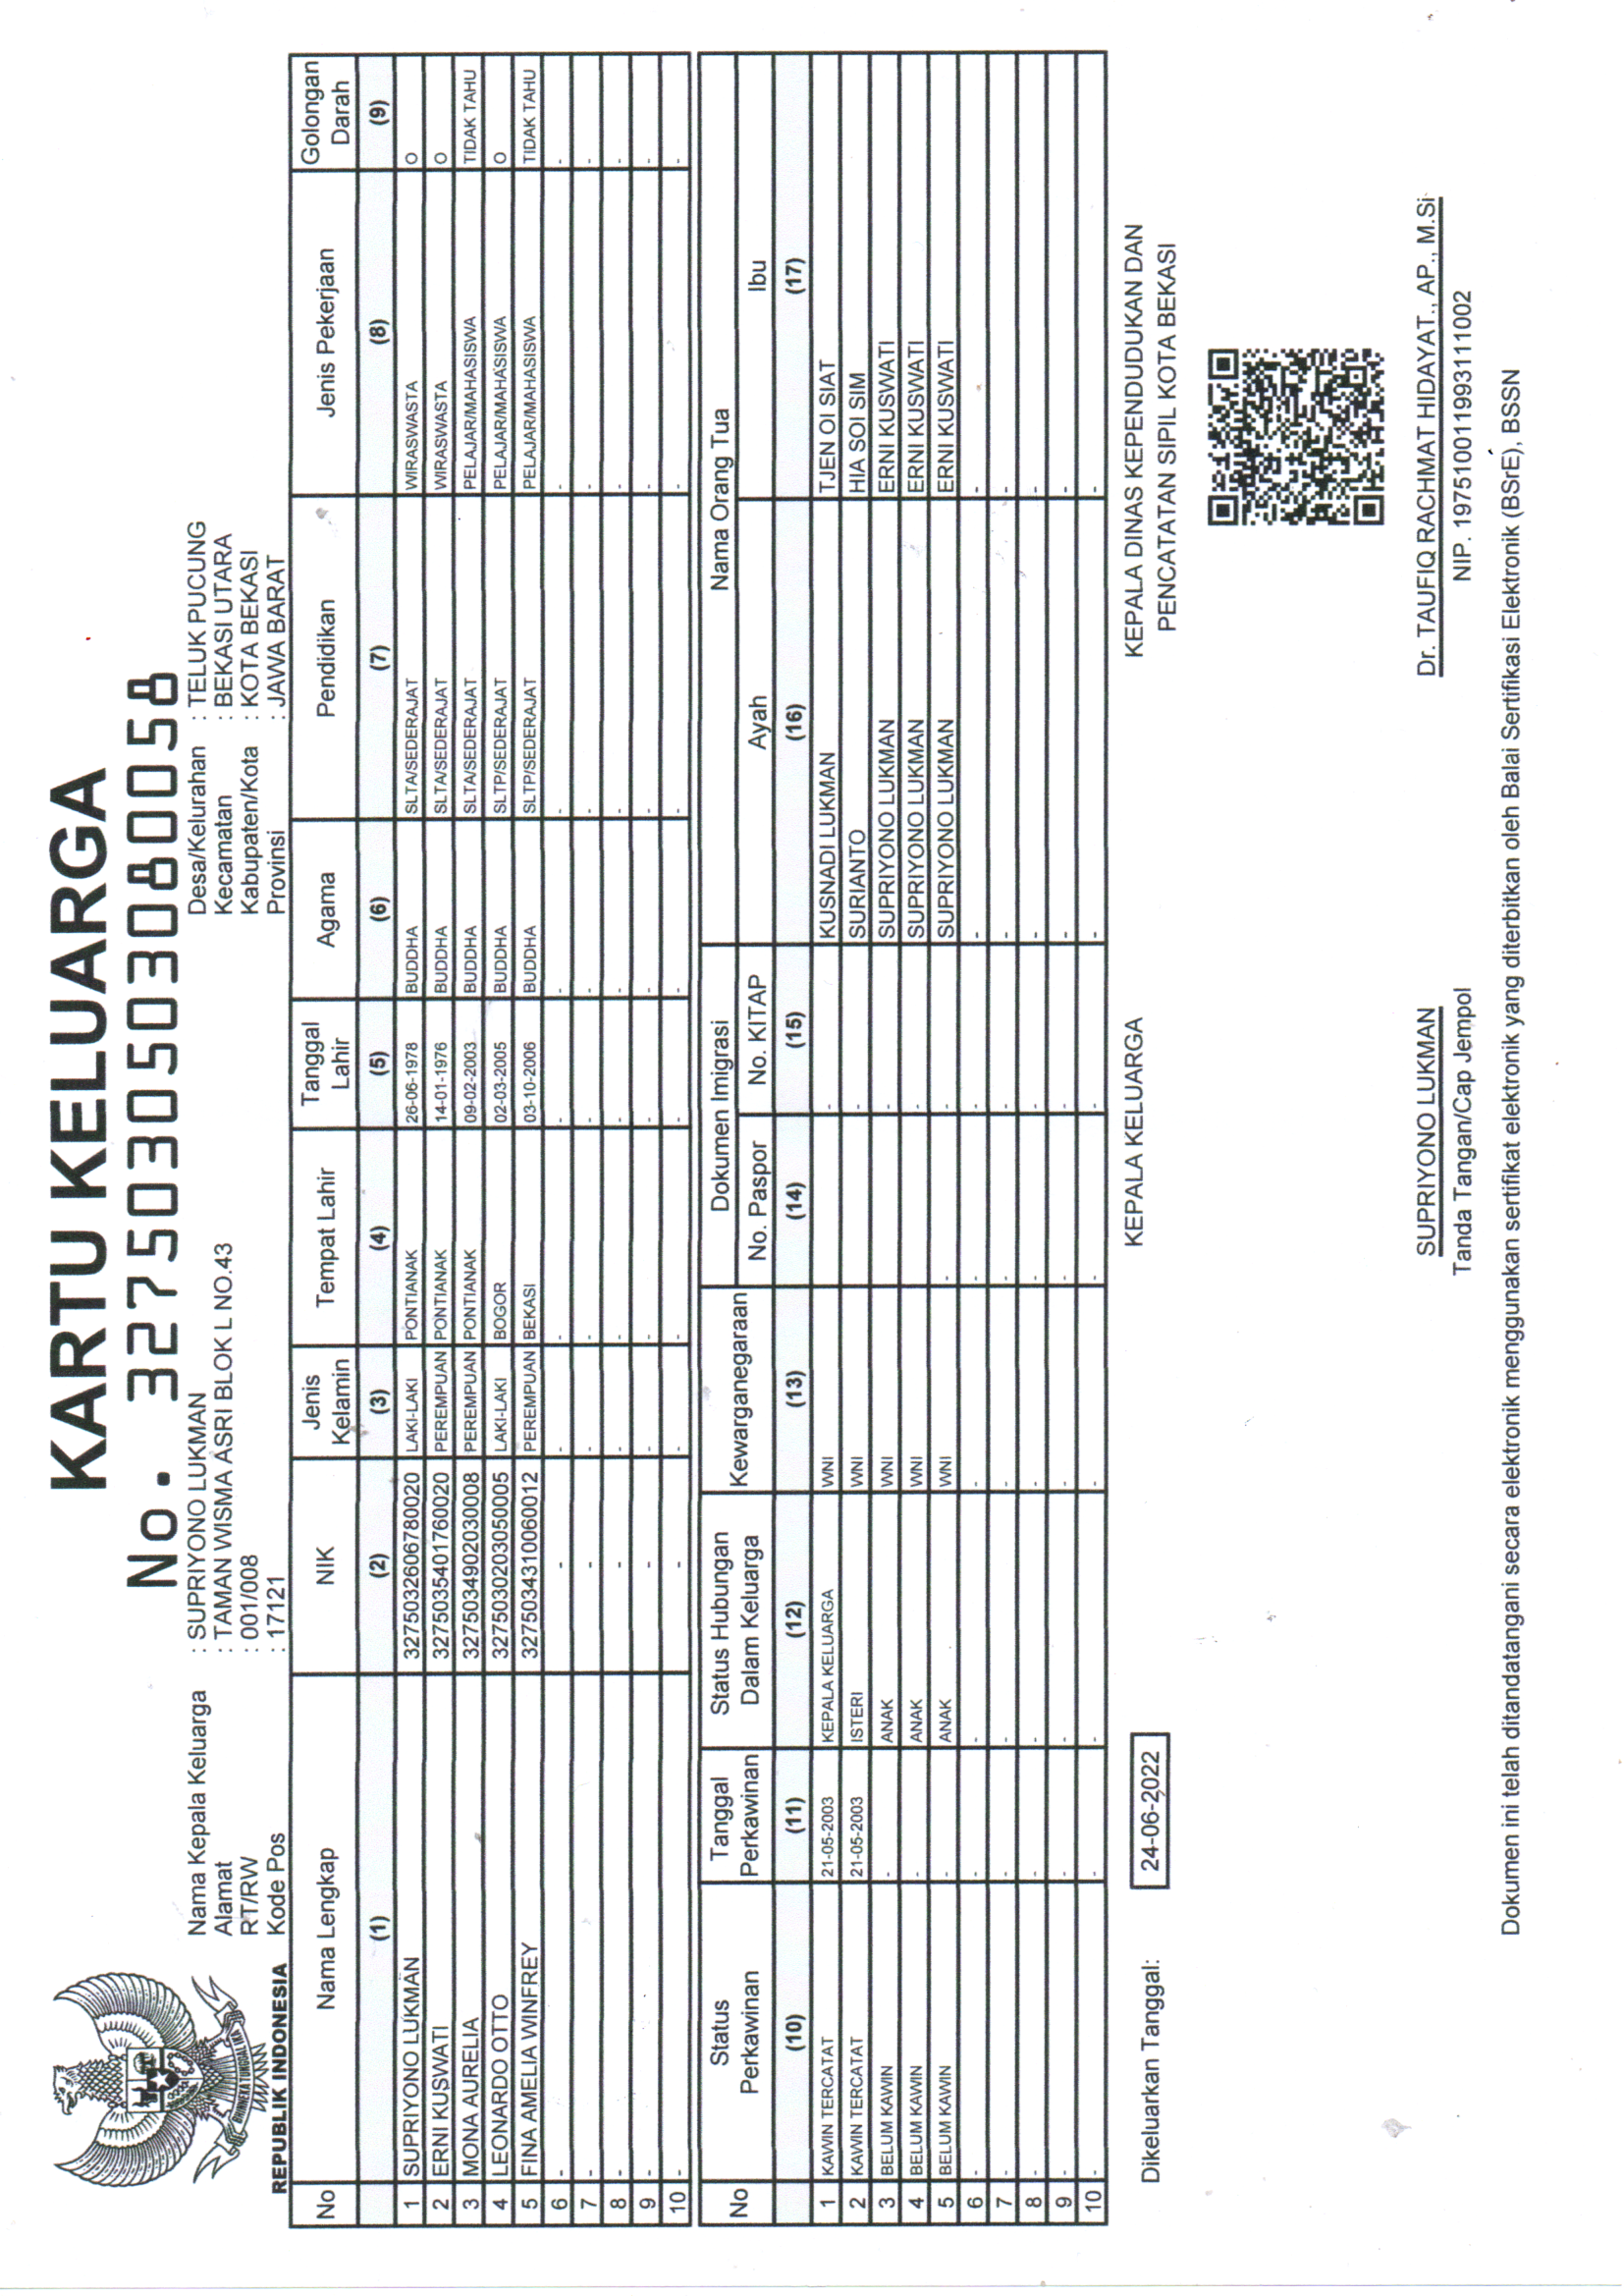 KARTU KELUARGA
No. 3275030503080058
REPUBLIK INDONESIA
BHINNEKA TUNGGAL IKA
Nama Kepala Keluarga : SUPRIYONO LUKMAN
Alamat : TAMAN WISMA ASRI BLOK L NO.43
RT/RW : 001/008
Kode Pos : 17121
Desa/Kelurahan : TELUK PUCUNG
Kecamatan : BEKASI UTARA
Kabupaten/Kota : KOTA BEKASI
Provinsi : JAWA BARAT
No Nama Lengkap NIK Jenis Kelamin Tempat Lahir Tanggal Lahir Agama Pendidikan Jenis Pekerjaan Golongan Darah
(1) (2) (3) (4) (5) (6) (7) (8) (9)
1 SUPRIYONO LUKMAN 3275032606780020 LAKI-LAKI PONTIANAK 26-06-1978 BUDDHA SLTA/SEDERAJAT WIRASWASTA O
2 ERNI KUSWATI 3275035401760020 PEREMPUAN PONTIANAK 14-01-1976 BUDDHA SLTA/SEDERAJAT WIRASWASTA O
3 MONA AURELIA 3275034902030008 PEREMPUAN PONTIANAK 09-02-2003 BUDDHA SLTA/SEDERAJAT PELAJAR/MAHASISWA TIDAK TAHU
4 LEONARDO OTTO 3275030203050005 LAKI-LAKI BOGOR 02-03-2005 BUDDHA SLTP/SEDERAJAT PELAJAR/MAHASISWA O
5 FINA AMELIA WINFREY 3275034310060012 PEREMPUAN BEKASI 03-10-2006 BUDDHA SLTP/SEDERAJAT PELAJAR/MAHASISWA TIDAK TAHU
6 - - - - - - - - -
7 - - - - - - - - -
8 - - - - - - - - -
9 - - - - - - - - -
10 - - - - - - - - -
No Status Perkawinan Tanggal Perkawinan Status Hubungan Dalam Keluarga Kewarganegaraan Dokumen Imigrasi Nama Orang Tua
No. Paspor No. KITAP Ayah Ibu
(10) (11) (12) (13) (14) (15) (16) (17)
1 KAWIN TERCATAT 21-05-2003 KEPALA KELUARGA WNI - - KUSNADI LUKMAN TJEN OI SIAT
2 KAWIN TERCATAT 21-05-2003 ISTERI WNI - - SURIANTO HIA SOI SIM
3 BELUM KAWIN - ANAK WNI - - SUPRIYONO LUKMAN ERNI KUSWATI
4 BELUM KAWIN - ANAK WNI - - SUPRIYONO LUKMAN ERNI KUSWATI
5 BELUM KAWIN - ANAK WNI - - SUPRIYONO LUKMAN ERNI KUSWATI
6 - - - - - - - -
7 - - - - - - - -
8 - - - - - - - -
9 - - - - - - - -
10 - - - - - - - -
Dikeluarkan Tanggal: 24-06-2022
KEPALA KELUARGA
SUPRIYONO LUKMAN
Tanda Tangan/Cap Jempol
KEPALA DINAS KEPENDUDUKAN DAN
PENCATATAN SIPIL KOTA BEKASI
Dr. TAUFIQ RACHMAT HIDAYAT., AP., M.Si
NIP. 197510011993111002
Dokumen ini telah ditandatangani secara elektronik menggunakan sertifikat elektronik yang diterbitkan oleh Balai Sertifikasi Elektronik (BSrE), BSSN